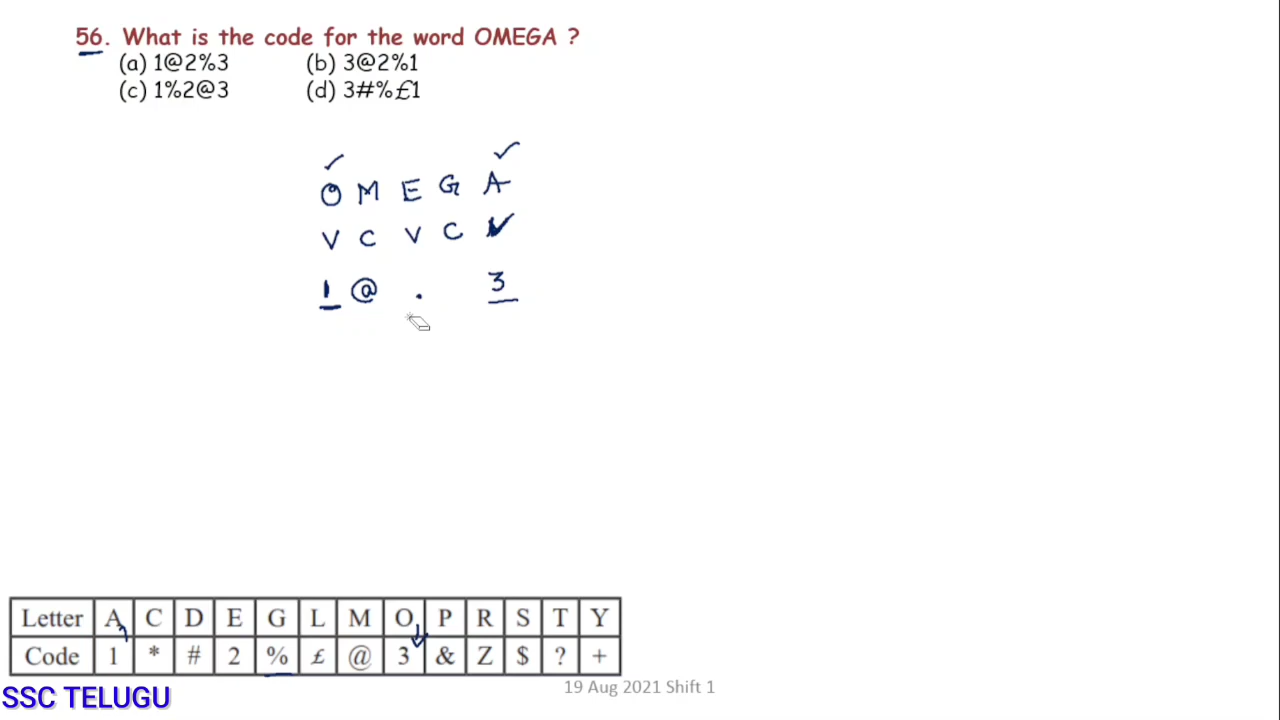 56. What is the code for the word OMEGA ?
(a) 1@2%3 (b) 3@2%1
(c) 1%2@3 (d) 3#%£1
O M E G A
V C V C V
1 @ . 3
Letter A C D E G L M O P R S T Y
Code 1 * # 2 % £ @ 3 & Z $ ? +
19 Aug 2021 Shift 1
SSC TELUGU